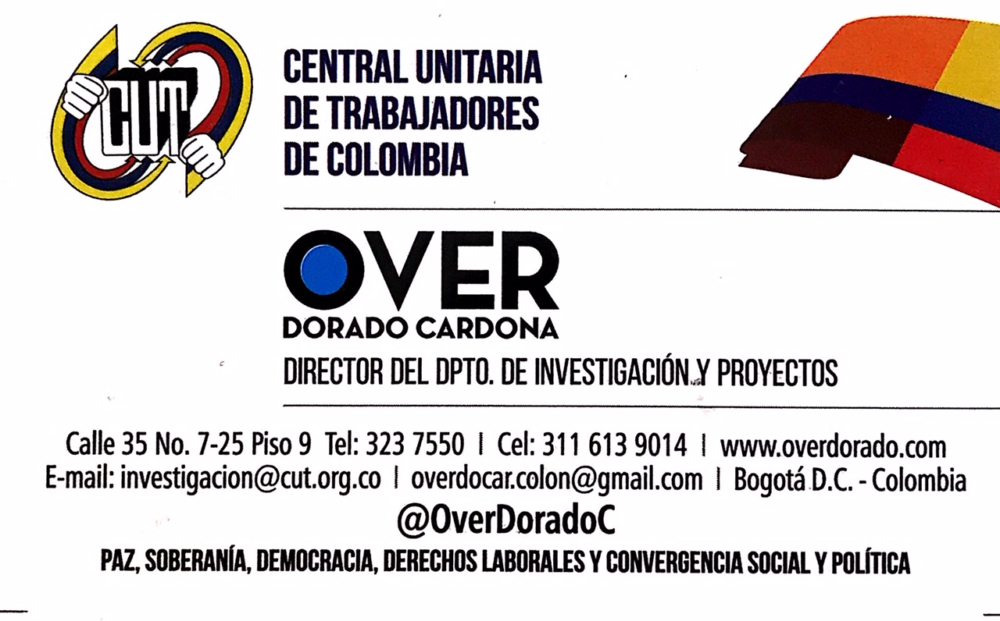 CUT
CENTRAL UNITARIA
DE TRABAJADORES
DE COLOMBIA
OVER
DORADO CARDONA
DIRECTOR DEL DPTO. DE INVESTIGACIÓN Y PROYECTOS
Calle 35 No. 7-25 Piso 9 Tel: 323 7550 | Cel: 311 613 9014 | www.overdorado.com
E-mail: investigacion@cut.org.co | overdocar.colon@gmail.com | Bogotá D.C. - Colombia
@OverDoradoC
PAZ, SOBERANÍA, DEMOCRACIA, DERECHOS LABORALES Y CONVERGENCIA SOCIAL Y POLÍTICA